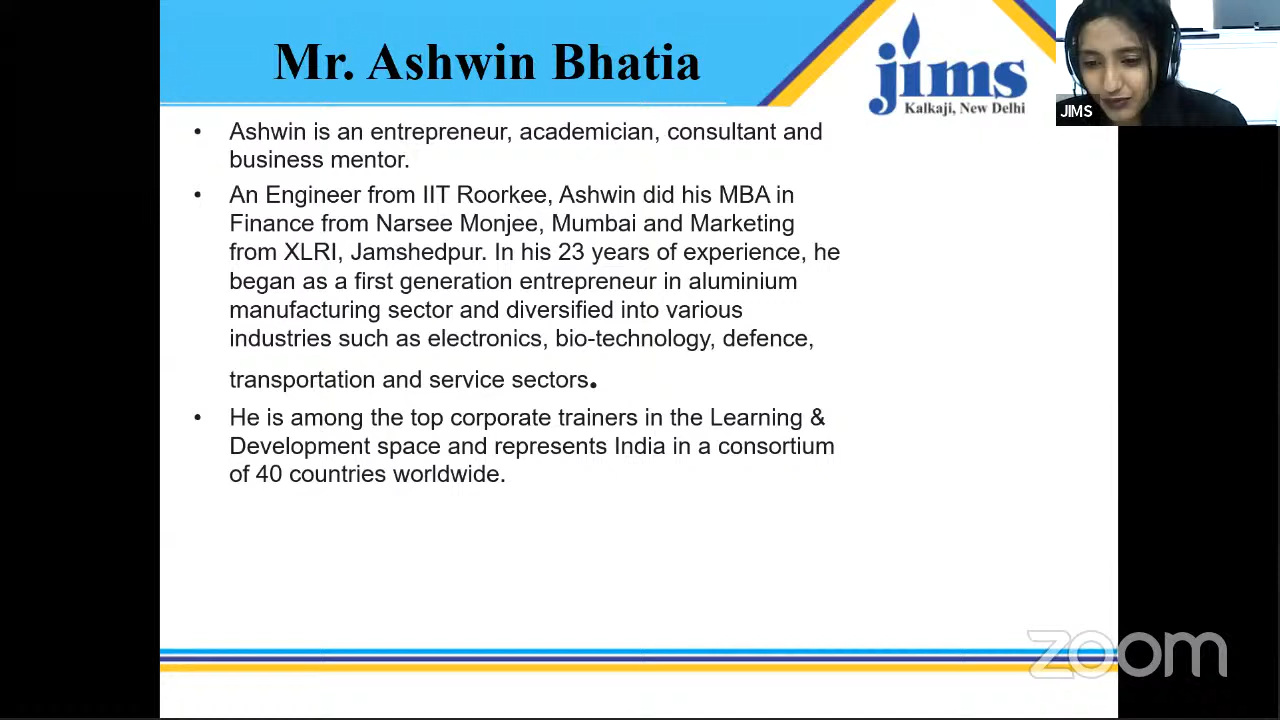 Mr. Ashwin Bhatia
jims
Kalkaji, New Delhi
JIMS
• Ashwin is an entrepreneur, academician, consultant and
business mentor.
• An Engineer from IIT Roorkee, Ashwin did his MBA in
Finance from Narsee Monjee, Mumbai and Marketing
from XLRI, Jamshedpur. In his 23 years of experience, he
began as a first generation entrepreneur in aluminium
manufacturing sector and diversified into various
industries such as electronics, bio-technology, defence,
transportation and service sectors.
• He is among the top corporate trainers in the Learning &
Development space and represents India in a consortium
of 40 countries worldwide.
zoom